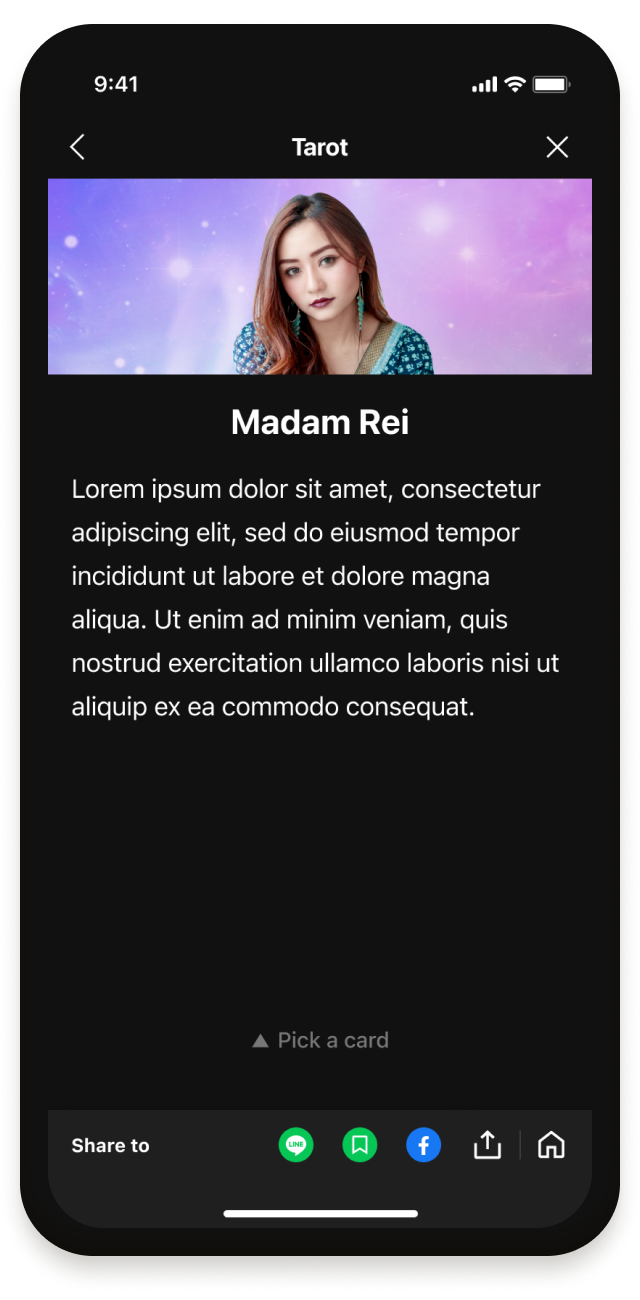 9:41
Tarot
Madam Rei
Lorem ipsum dolor sit amet, consectetur
adipiscing elit, sed do eiusmod tempor
incididunt ut labore et dolore magna
aliqua. Ut enim ad minim veniam, quis
nostrud exercitation ullamco laboris nisi ut
aliquip ex ea commodo consequat.
▲ Pick a card
Share to
LINE